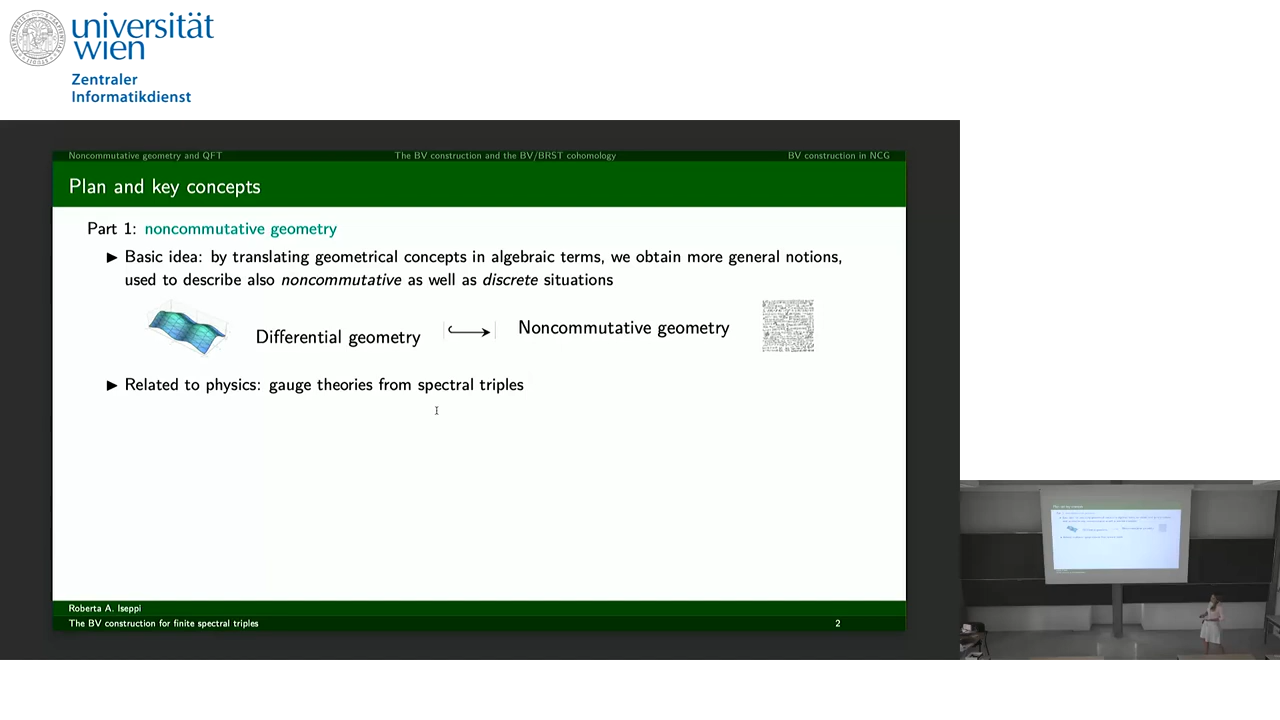 universität
wien
Zentraler
Informatikdienst
Noncommutative geometry and QFT The BV construction and the BV/BRST cohomology BV construction in NCG
Plan and key concepts
Part 1: noncommutative geometry
▶ Basic idea: by translating geometrical concepts in algebraic terms, we obtain more general notions,
used to describe also noncommutative as well as discrete situations
Differential geometry Noncommutative geometry
▶ Related to physics: gauge theories from spectral triples
Roberta A. Iseppi
The BV construction for finite spectral triples 2